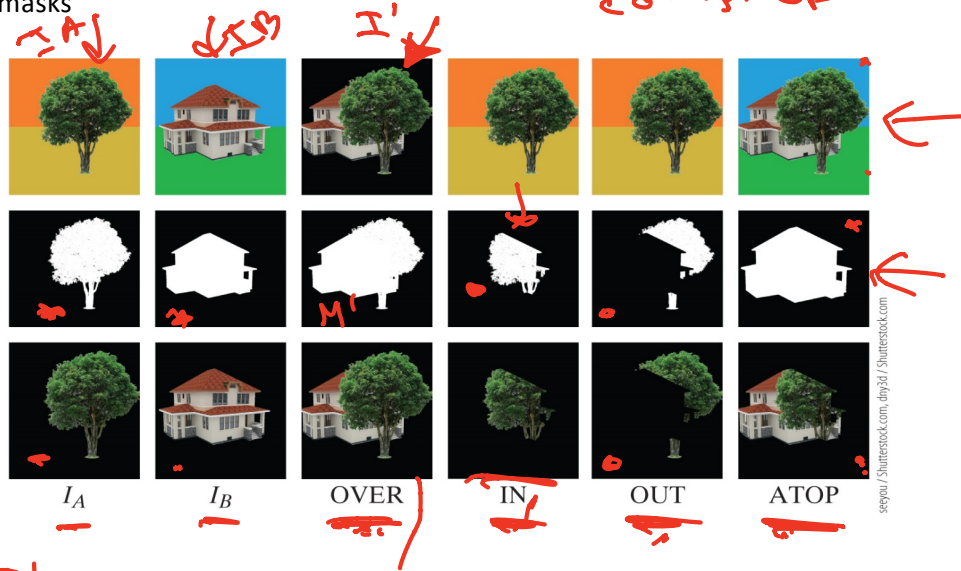 masks
I A
I B
I'
M'
I_A I_B OVER IN OUT ATOP
seeyou / Shutterstock.com, dny3d / Shutterstock.com